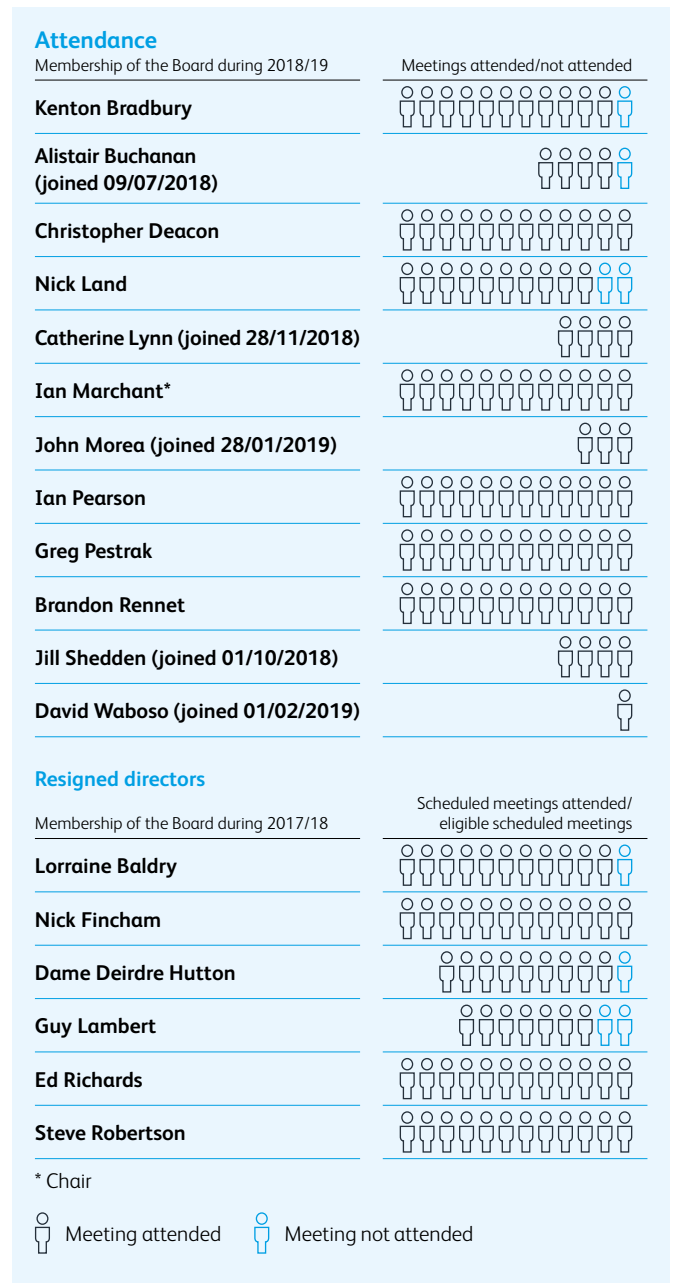 Attendance
Membership of the Board during 2018/19
Meetings attended/not attended
Kenton Bradbury
Alistair Buchanan
(joined 09/07/2018)
Christopher Deacon
Nick Land
Catherine Lynn (joined 28/11/2018)
Ian Marchant*
John Morea (joined 28/01/2019)
Ian Pearson
Greg Pestrak
Brandon Rennet
Jill Shedden (joined 01/10/2018)
David Waboso (joined 01/02/2019)
Resigned directors
Membership of the Board during 2017/18
Scheduled meetings attended/
eligible scheduled meetings
Lorraine Baldry
Nick Fincham
Dame Deirdre Hutton
Guy Lambert
Ed Richards
Steve Robertson
* Chair
Meeting attended
Meeting not attended